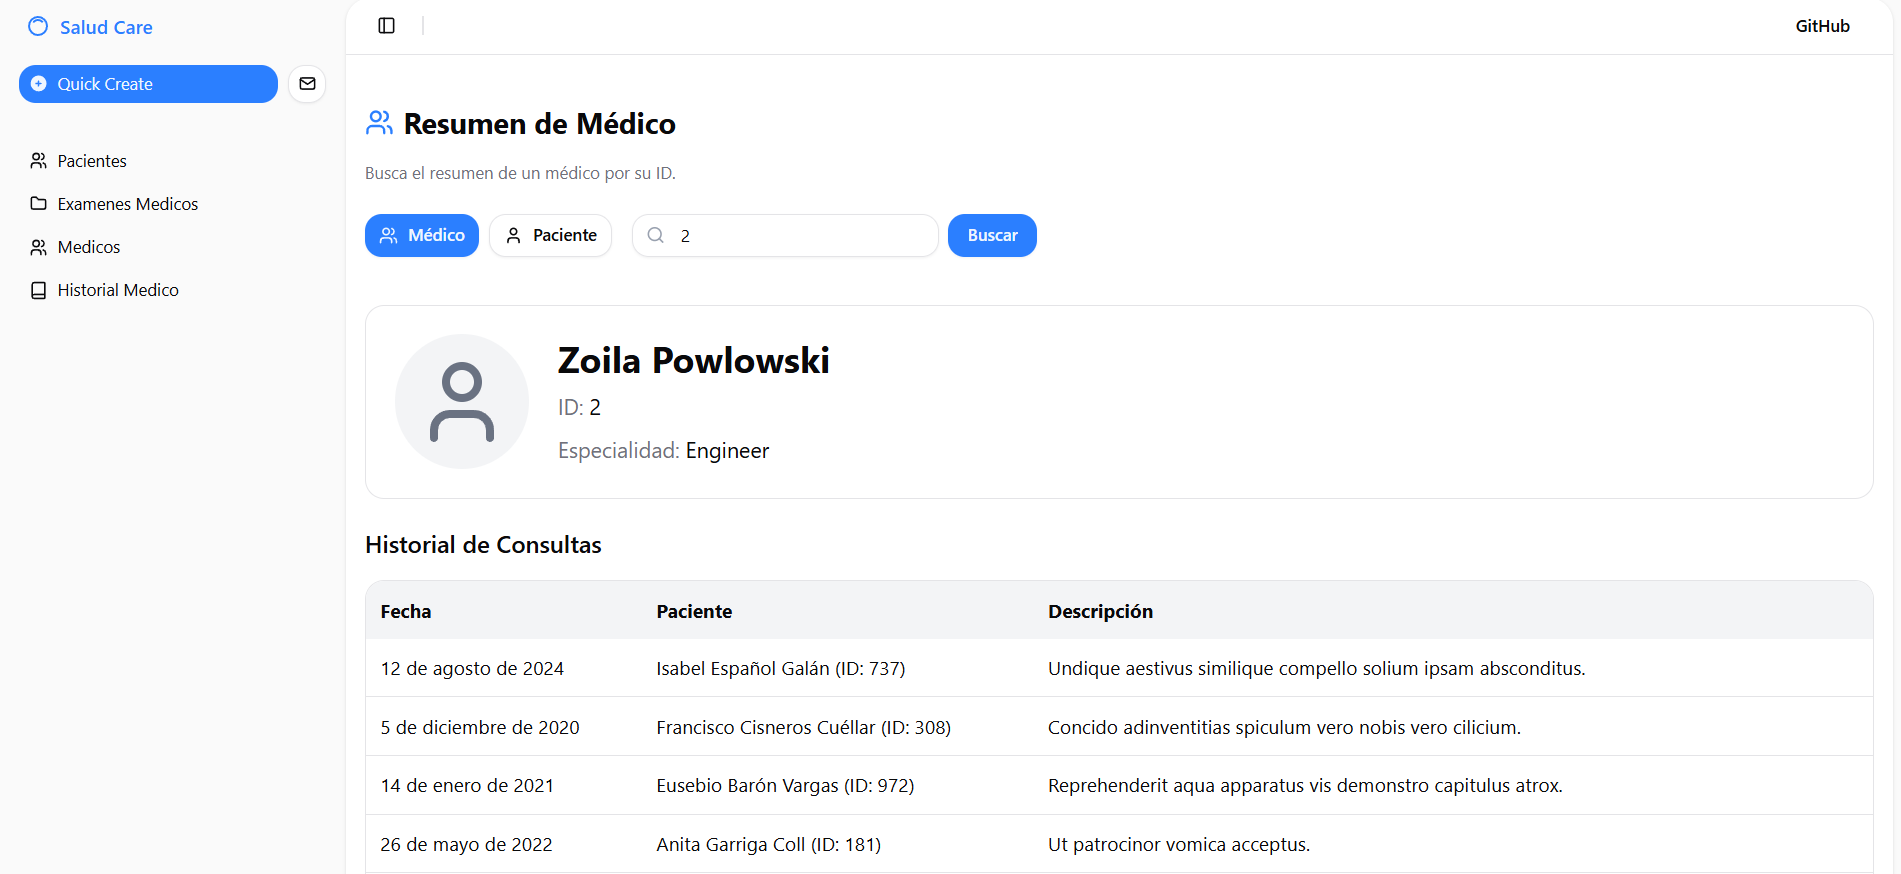 Salud Care
GitHub
Quick Create
Pacientes
Examenes Medicos
Medicos
Historial Medico
Resumen de Médico
Busca el resumen de un médico por su ID.
Médico Paciente 2 Buscar
Zoila Powlowski
ID: 2
Especialidad: Engineer
Historial de Consultas
Fecha Paciente Descripción
12 de agosto de 2024 Isabel Español Galán (ID: 737) Undique aestivus similique compello solium ipsam absconditus.
5 de diciembre de 2020 Francisco Cisneros Cuéllar (ID: 308) Concido adinventitias spiculum vero nobis vero cilicium.
14 de enero de 2021 Eusebio Barón Vargas (ID: 972) Reprehenderit aqua apparatus vis demonstro capitulus atrox.
26 de mayo de 2022 Anita Garriga Coll (ID: 181) Ut patrocinor vomica acceptus.